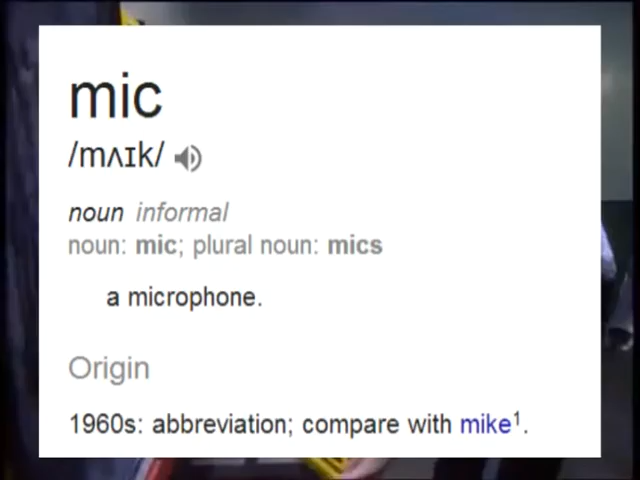 mic
/mʌɪk/
noun informal
noun: mic; plural noun: mics
a microphone.
Origin
1960s: abbreviation; compare with mike¹.